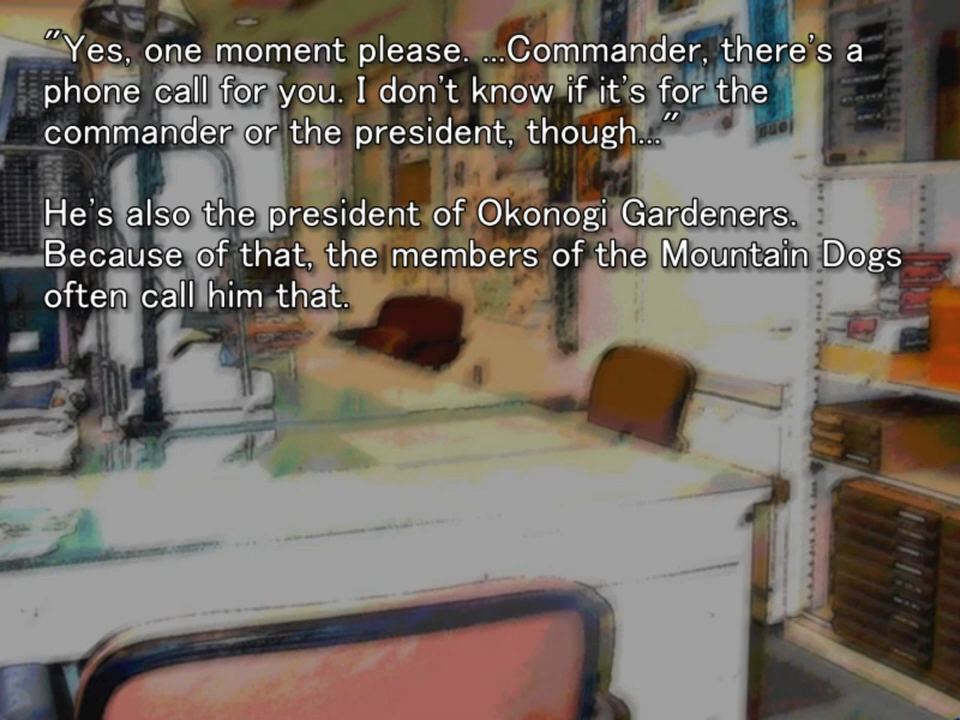 "Yes, one moment please. ...Commander, there's a
phone call for you. I don't know if it's for the
commander or the president, though..."
He's also the president of Okonogi Gardeners.
Because of that, the members of the Mountain Dogs
often call him that.